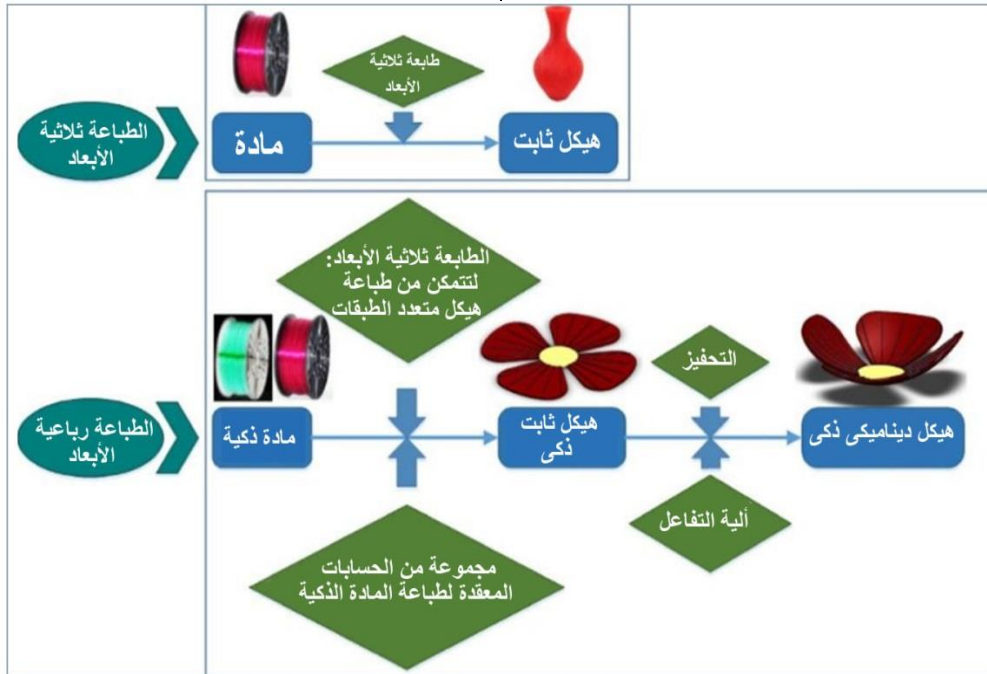 طابعة ثلاثية
الأبعاد
الطباعة ثلاثية
الأبعاد
مادة
هيكل ثابت
الطابعة ثلاثية الأبعاد:
لتتمكن من طباعة
هيكل متعدد الطبقات
التحفيز
الطباعة رباعية
الأبعاد
مادة ذكية
هيكل ثابت
ذكى
هيكل ديناميكى ذكى
ألية التفاعل
مجموعة من الحسابات
المعقدة لطباعة المادة الذكية